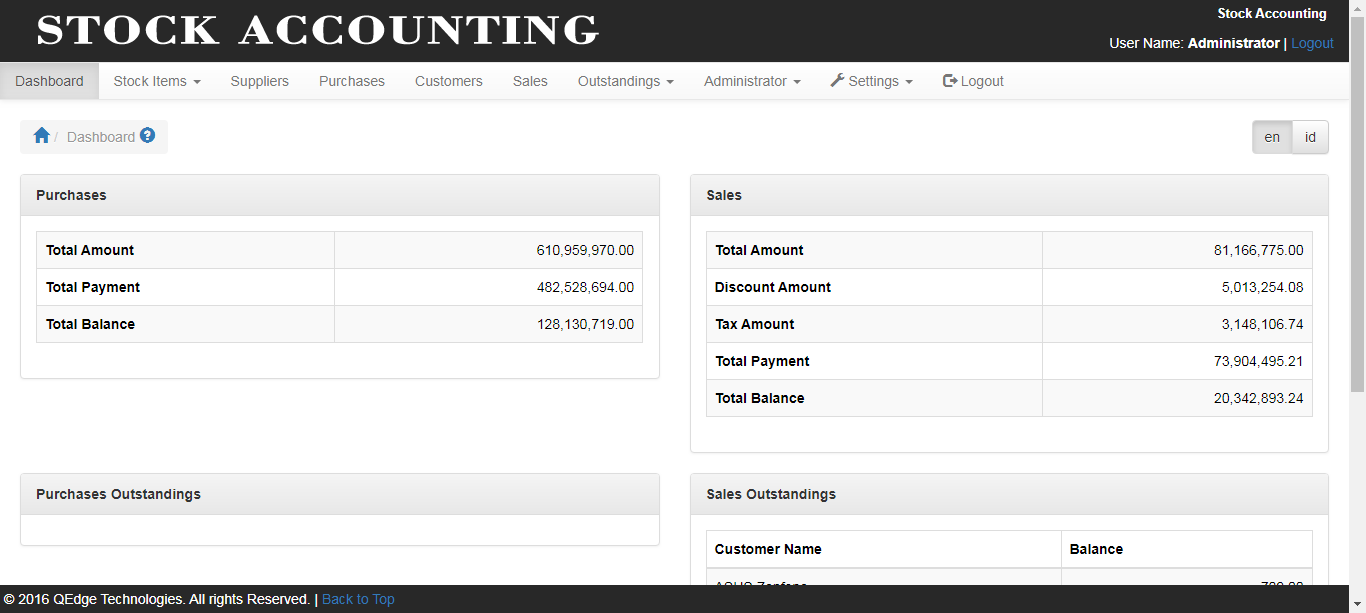 STOCK ACCOUNTING
Stock Accounting
User Name: Administrator | Logout
Dashboard Stock Items Suppliers Purchases Customers Sales Outstandings Administrator Settings Logout
/ Dashboard ?
en id
Purchases
Total Amount 610,959,970.00
Total Payment 482,528,694.00
Total Balance 128,130,719.00
Sales
Total Amount 81,166,775.00
Discount Amount 5,013,254.08
Tax Amount 3,148,106.74
Total Payment 73,904,495.21
Total Balance 20,342,893.24
Purchases Outstandings
Sales Outstandings
Customer Name Balance
© 2016 QEdge Technologies. All rights Reserved. | Back to Top